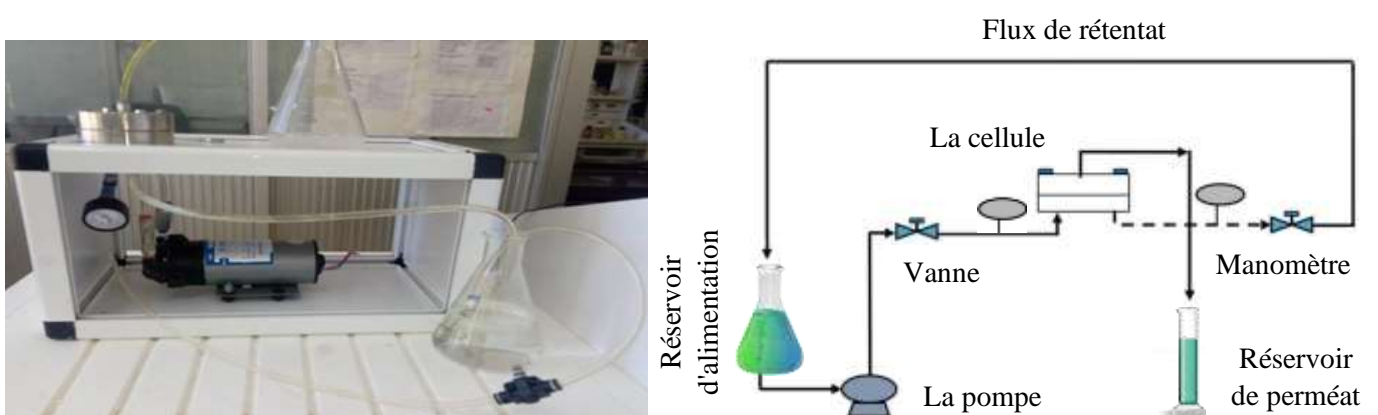 Flux de rétentat
La cellule
Vanne
Manomètre
Réservoir
d'alimentation
La pompe
Réservoir
de perméat